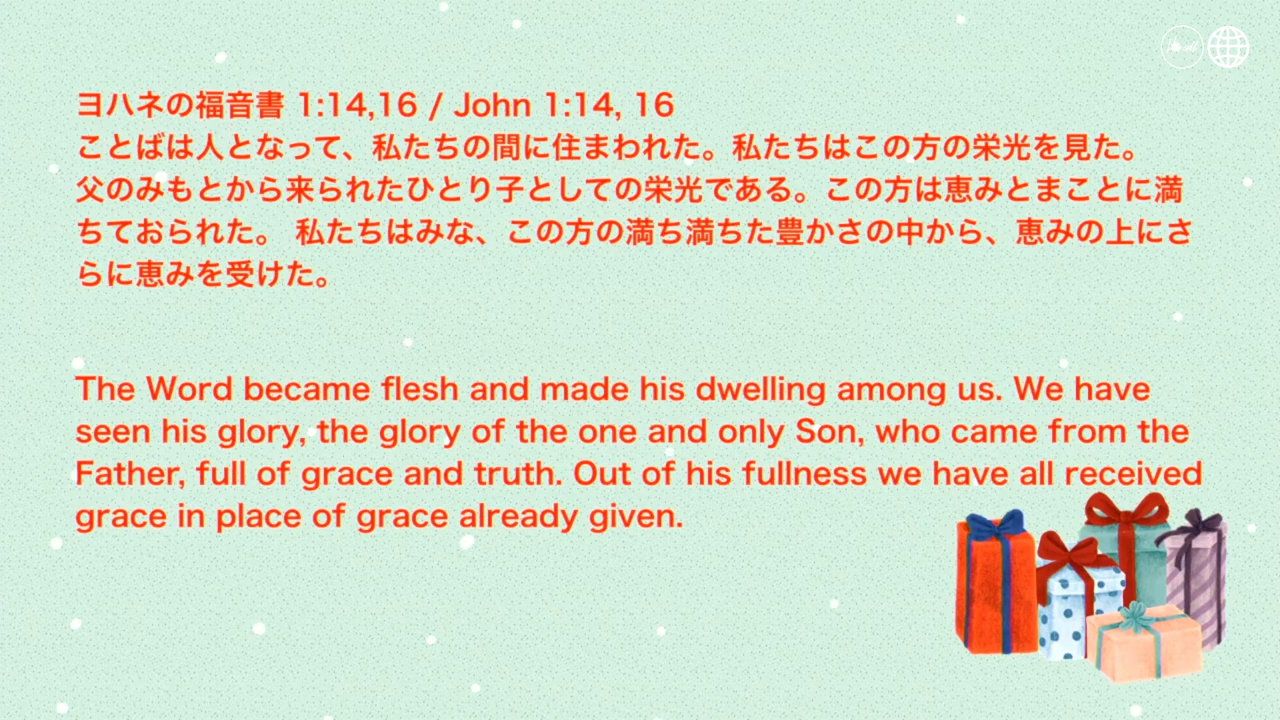 ヨハネの福音書 1:14,16 / John 1:14, 16
ことばは人となって、私たちの間に住まわれた。私たちはこの方の栄光を見た。
父のみもとから来られたひとり子としての栄光である。この方は恵みとまことに満
ちておられた。 私たちはみな、この方の満ち満ちた豊かさの中から、恵みの上にさ
らに恵みを受けた。
The Word became flesh and made his dwelling among us. We have
seen his glory, the glory of the one and only Son, who came from the
Father, full of grace and truth. Out of his fullness we have all received
grace in place of grace already given.